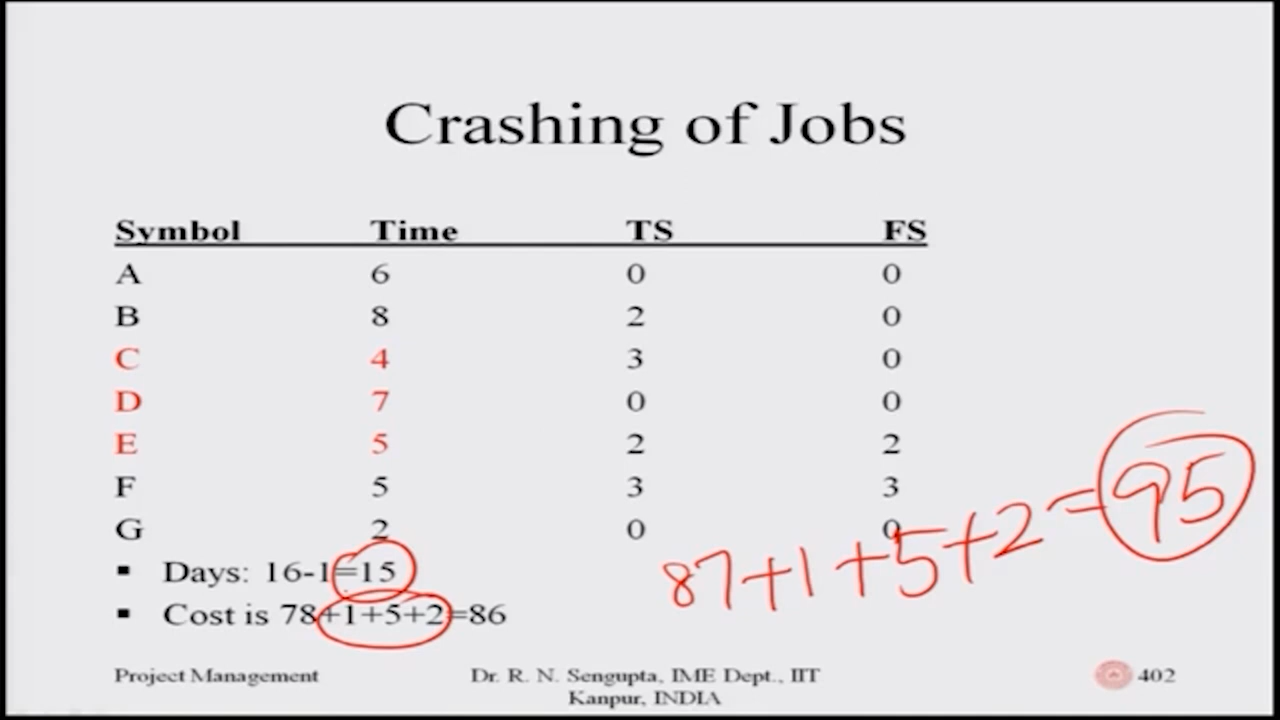 Crashing of Jobs
Symbol Time TS FS
A 6 0 0
B 8 2 0
C 4 3 0
D 7 0 0
E 5 2 2
F 5 3 3
G 2 0 0
87+1+5+2=95
▪ Days: 16-1=15
▪ Cost is 78+1+5+2=86
Project Management Dr. R. N. Sengupta, IME Dept., IIT Kanpur, INDIA 402